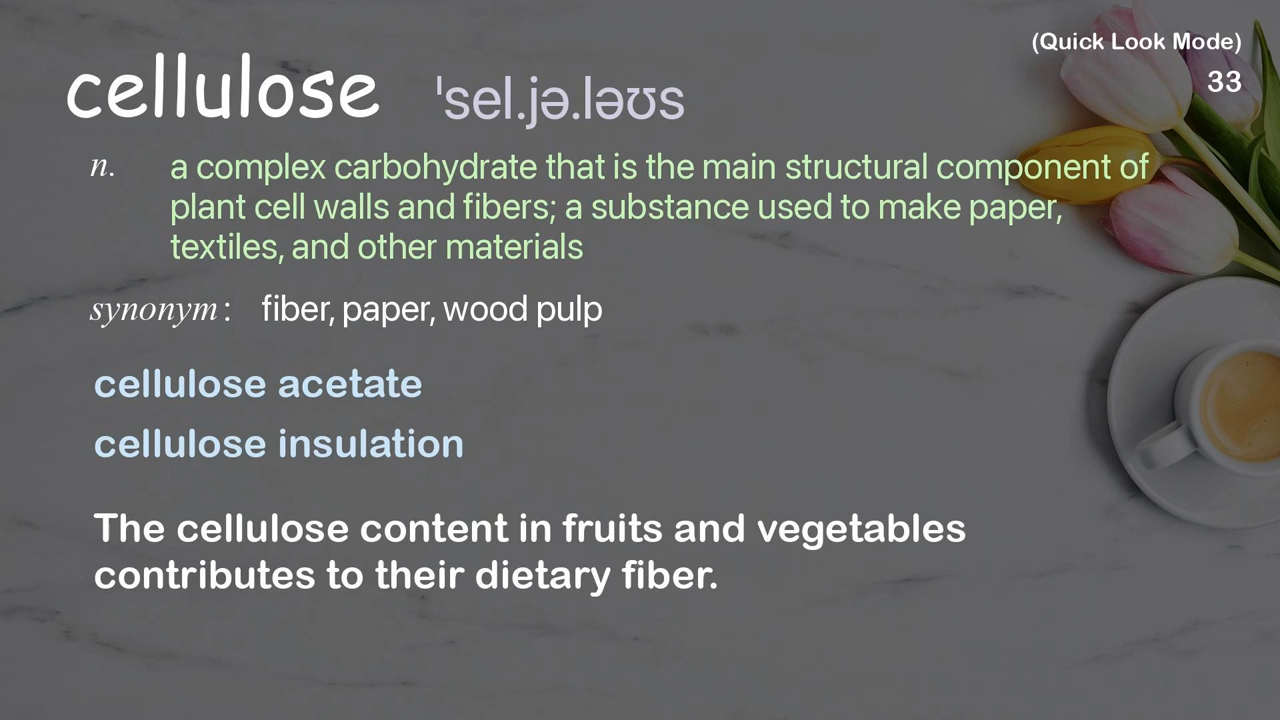 (Quick Look Mode)
33
cellulose ˈsel.jə.ləʊs
n. a complex carbohydrate that is the main structural component of
plant cell walls and fibers; a substance used to make paper,
textiles, and other materials
synonym: fiber, paper, wood pulp
cellulose acetate
cellulose insulation
The cellulose content in fruits and vegetables
contributes to their dietary fiber.